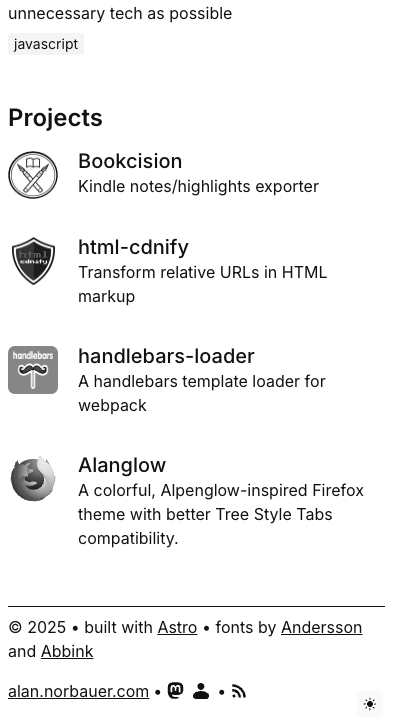 unnecessary tech as possible
javascript
Projects
Bookcision
Kindle notes/highlights exporter
html-cdnify
Transform relative URLs in HTML
markup
html
cdnify
handlebars-loader
A handlebars template loader for
webpack
handlebars
Alanglow
A colorful, Alpenglow-inspired Firefox
theme with better Tree Style Tabs
compatibility.
© 2025 • built with Astro • fonts by Andersson
and Abbink
alan.norbauer.com • •